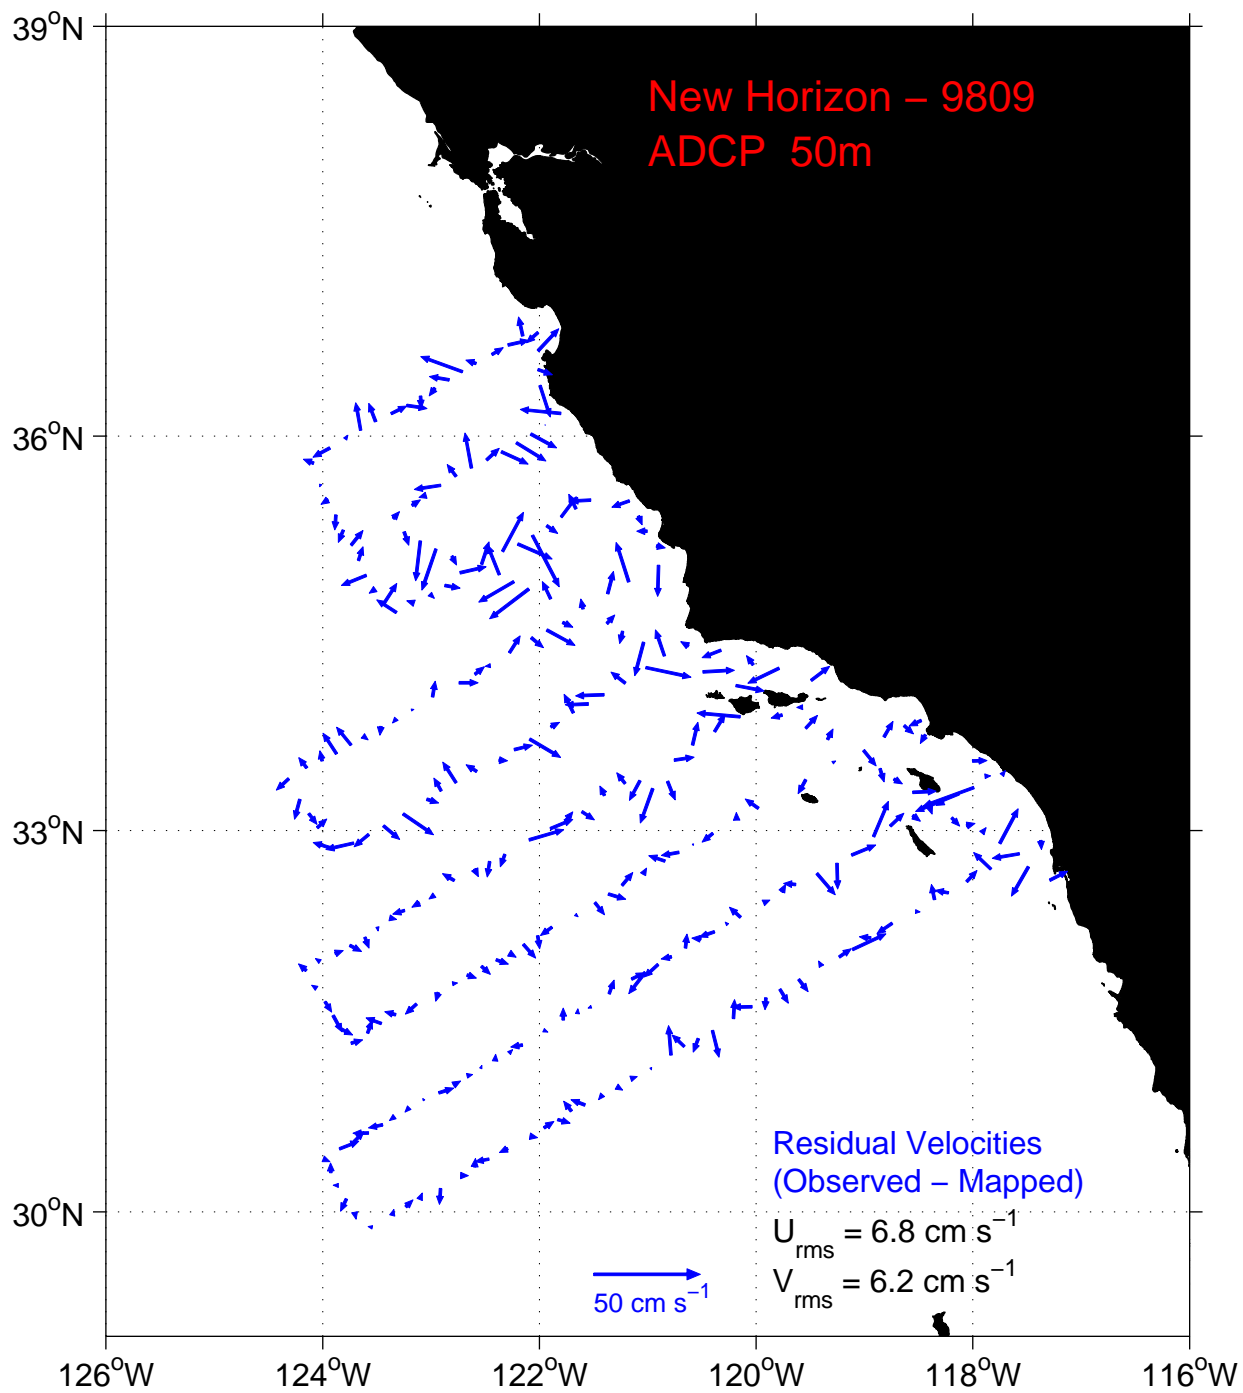 39°N
New Horizon – 9809
ADCP 50m
36°N
33°N
Residual Velocities
(Observed – Mapped)
30°N
U_rms = 6.8 cm s⁻¹
V_rms = 6.2 cm s⁻¹
50 cm s⁻¹
126°W 124°W 122°W 120°W 118°W 116°W